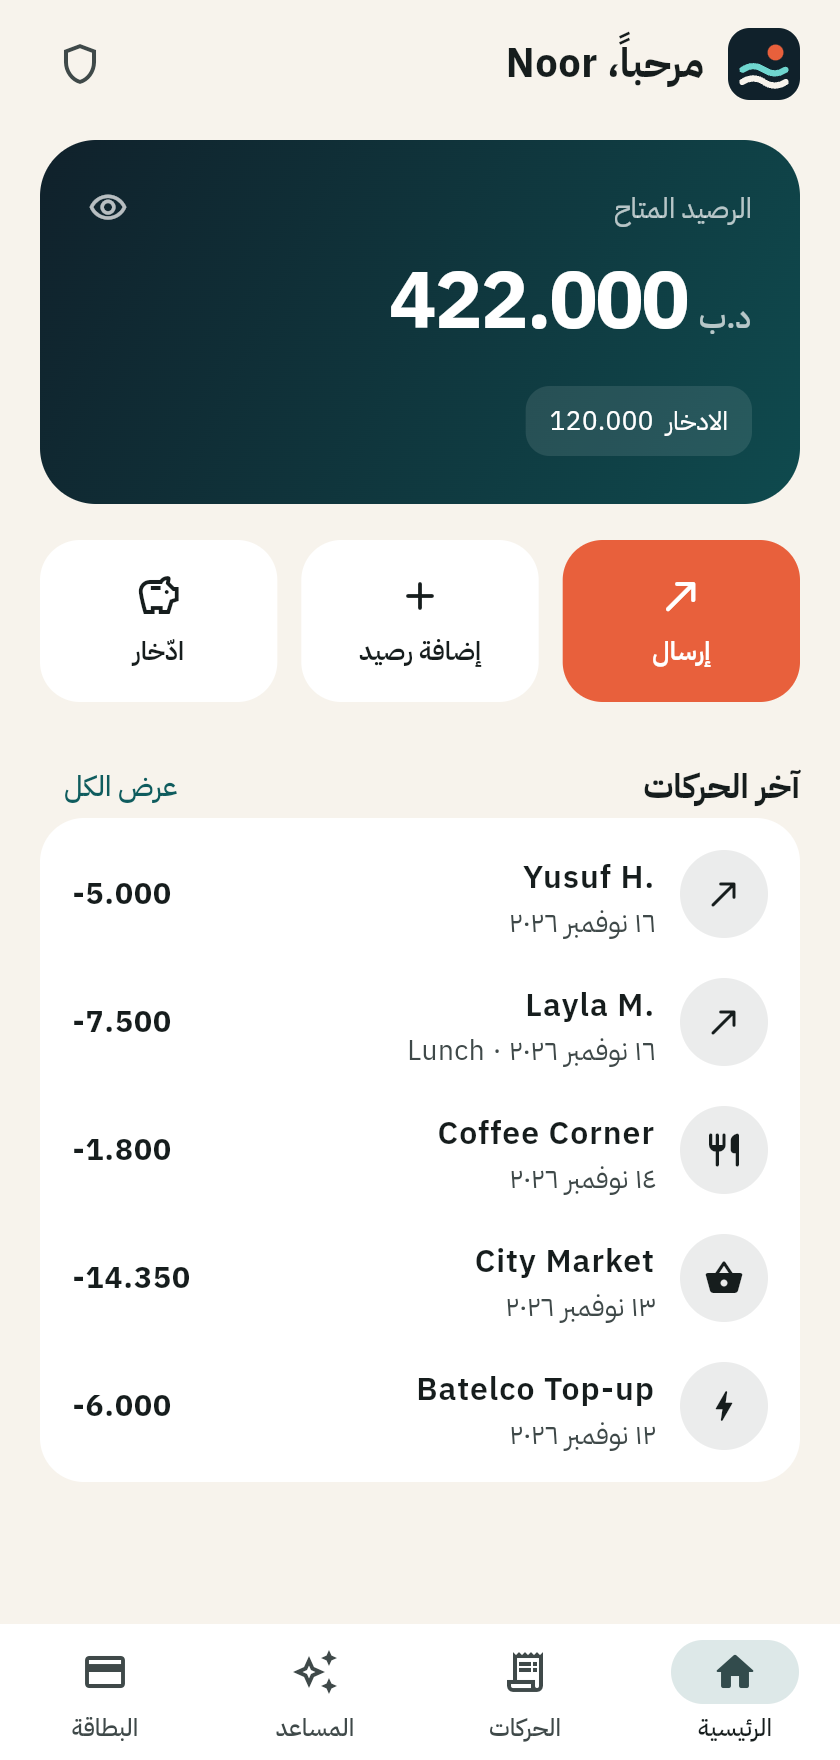 مرحباً، Noor
الرصيد المتاح
د.ب 422.000
الادخار 120.000
إرسال
إضافة رصيد
ادّخار
آخر الحركات
عرض الكل
Yusuf H.
-5.000
١٦ نوفمبر ٢٠٢٦
Layla M.
-7.500
١٦ نوفمبر ٢٠٢٦ · Lunch
Coffee Corner
-1.800
١٤ نوفمبر ٢٠٢٦
City Market
-14.350
١٣ نوفمبر ٢٠٢٦
Batelco Top-up
-6.000
١٢ نوفمبر ٢٠٢٦
الرئيسية
الحركات
المساعد
البطاقة